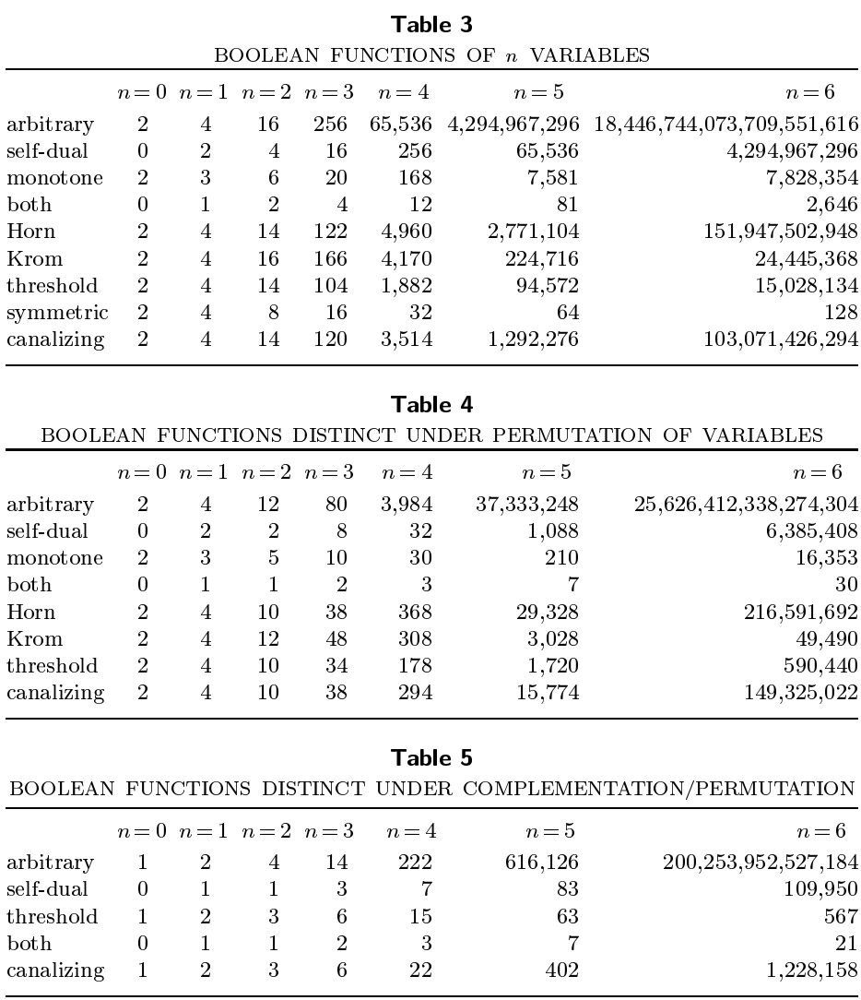 Table 3
BOOLEAN FUNCTIONS OF n VARIABLES
n = 0 n = 1 n = 2 n = 3 n = 4 n = 5 n = 6
arbitrary 2 4 16 256 65,536 4,294,967,296 18,446,744,073,709,551,616
self-dual 0 2 4 16 256 65,536 4,294,967,296
monotone 2 3 6 20 168 7,581 7,828,354
both 0 1 2 4 12 81 2,646
Horn 2 4 14 122 4,960 2,771,104 151,947,502,948
Krom 2 4 16 166 4,170 224,716 24,445,368
threshold 2 4 14 104 1,882 94,572 15,028,134
symmetric 2 4 8 16 32 64 128
canalizing 2 4 14 120 3,514 1,292,276 103,071,426,294
Table 4
BOOLEAN FUNCTIONS DISTINCT UNDER PERMUTATION OF VARIABLES
n = 0 n = 1 n = 2 n = 3 n = 4 n = 5 n = 6
arbitrary 2 4 12 80 3,984 37,333,248 25,626,412,338,274,304
self-dual 0 2 2 8 32 1,088 6,385,408
monotone 2 3 5 10 30 210 16,353
both 0 1 1 2 3 7 30
Horn 2 4 10 38 368 29,328 216,591,692
Krom 2 4 12 48 308 3,028 49,490
threshold 2 4 10 34 178 1,720 590,440
canalizing 2 4 10 38 294 15,774 149,325,022
Table 5
BOOLEAN FUNCTIONS DISTINCT UNDER COMPLEMENTATION/PERMUTATION
n = 0 n = 1 n = 2 n = 3 n = 4 n = 5 n = 6
arbitrary 1 2 4 14 222 616,126 200,253,952,527,184
self-dual 0 1 1 3 7 83 109,950
threshold 1 2 3 6 15 63 567
both 0 1 1 2 3 7 21
canalizing 1 2 3 6 22 402 1,228,158